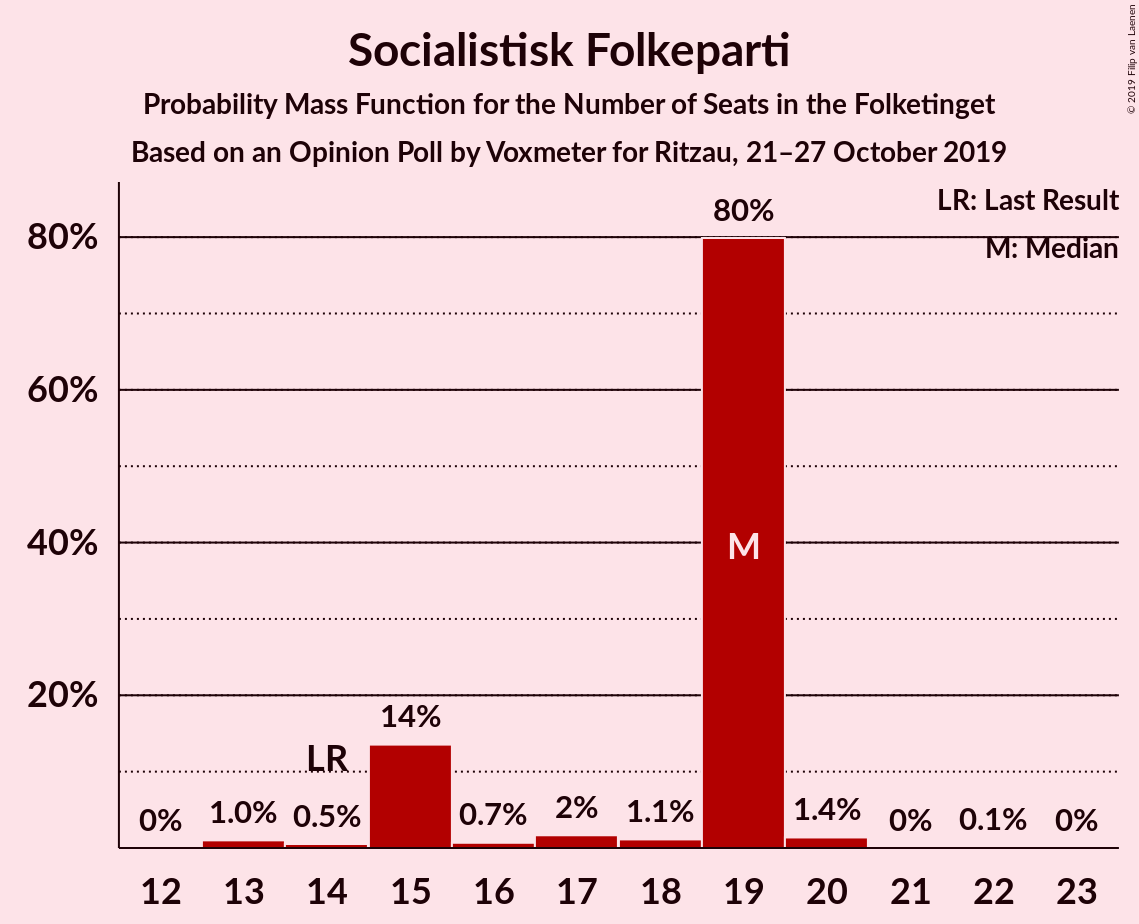 Socialistisk Folkeparti
Probability Mass Function for the Number of Seats in the Folketinget
Based on an Opinion Poll by Voxmeter for Ritzau, 21–27 October 2019
© 2019 Filip van Laenen
LR: Last Result
M: Median
80%
60%
40%
20%
0%
1.0%
LR
0.5%
14%
0.7%
2%
1.1%
80%
M
1.4%
0%
0.1%
0%
12 13 14 15 16 17 18 19 20 21 22 23